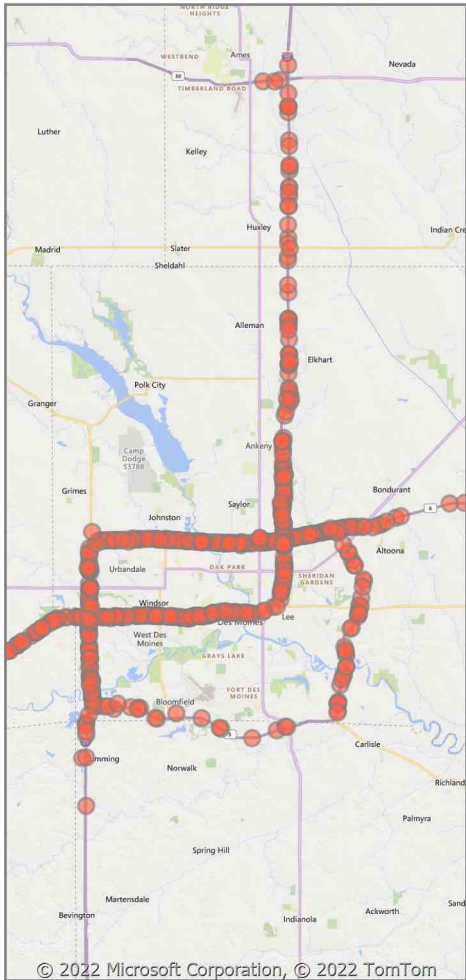 NORTH RIDGE
HEIGHTS
WESTBEND
Ames
Nevada
30
TIMBERLAND ROAD
Luther
Kelley
Huxley
Indian Cre
Madrid
Slater
Sheldahl
Alleman
Elkhart
Polk City
Granger
Ankeny
Camp
Dodge
53788
Bondurant
6
Grimes
Saylor
Johnston
Altoona
Urbandale
OAK PARK
SHERIDAN
GARDENS
Windsor
Des Moines
Lee
West Des
Moines
GRAYS LAKE
FORT DES
MOINES
Bloomfield
Carlisle
umming
Norwalk
Richland
Palmyra
Spring Hill
Martensdale
Sand
Ackworth
Bevington
Indianola
© 2022 Microsoft Corporation, © 2022 TomTom